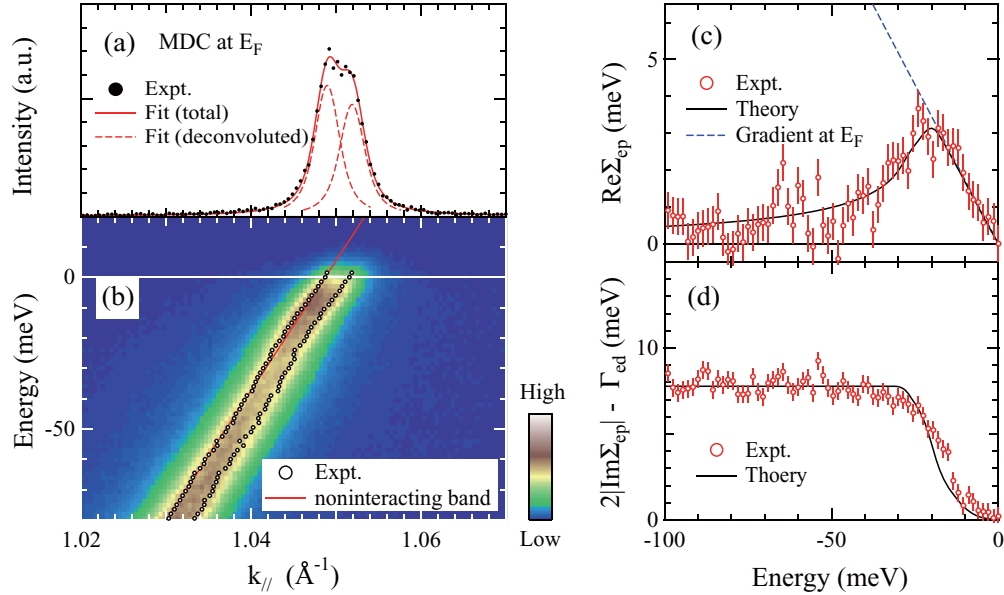 (a) MDC at E_F
Expt.
Fit (total)
Fit (deconvoluted)
Intensity (a.u.)
(b)
0
-50
Energy (meV)
Expt.
noninteracting band
High
Low
1.02 1.04 1.06
k_// (Å⁻¹)
(c)
Expt.
Theory
Gradient at E_F
5
0
ReΣ_ep (meV)
(d)
10
0
2|ImΣ_ep| - Γ_ed (meV)
Expt.
Thoery
-100 -50 0
Energy (meV)